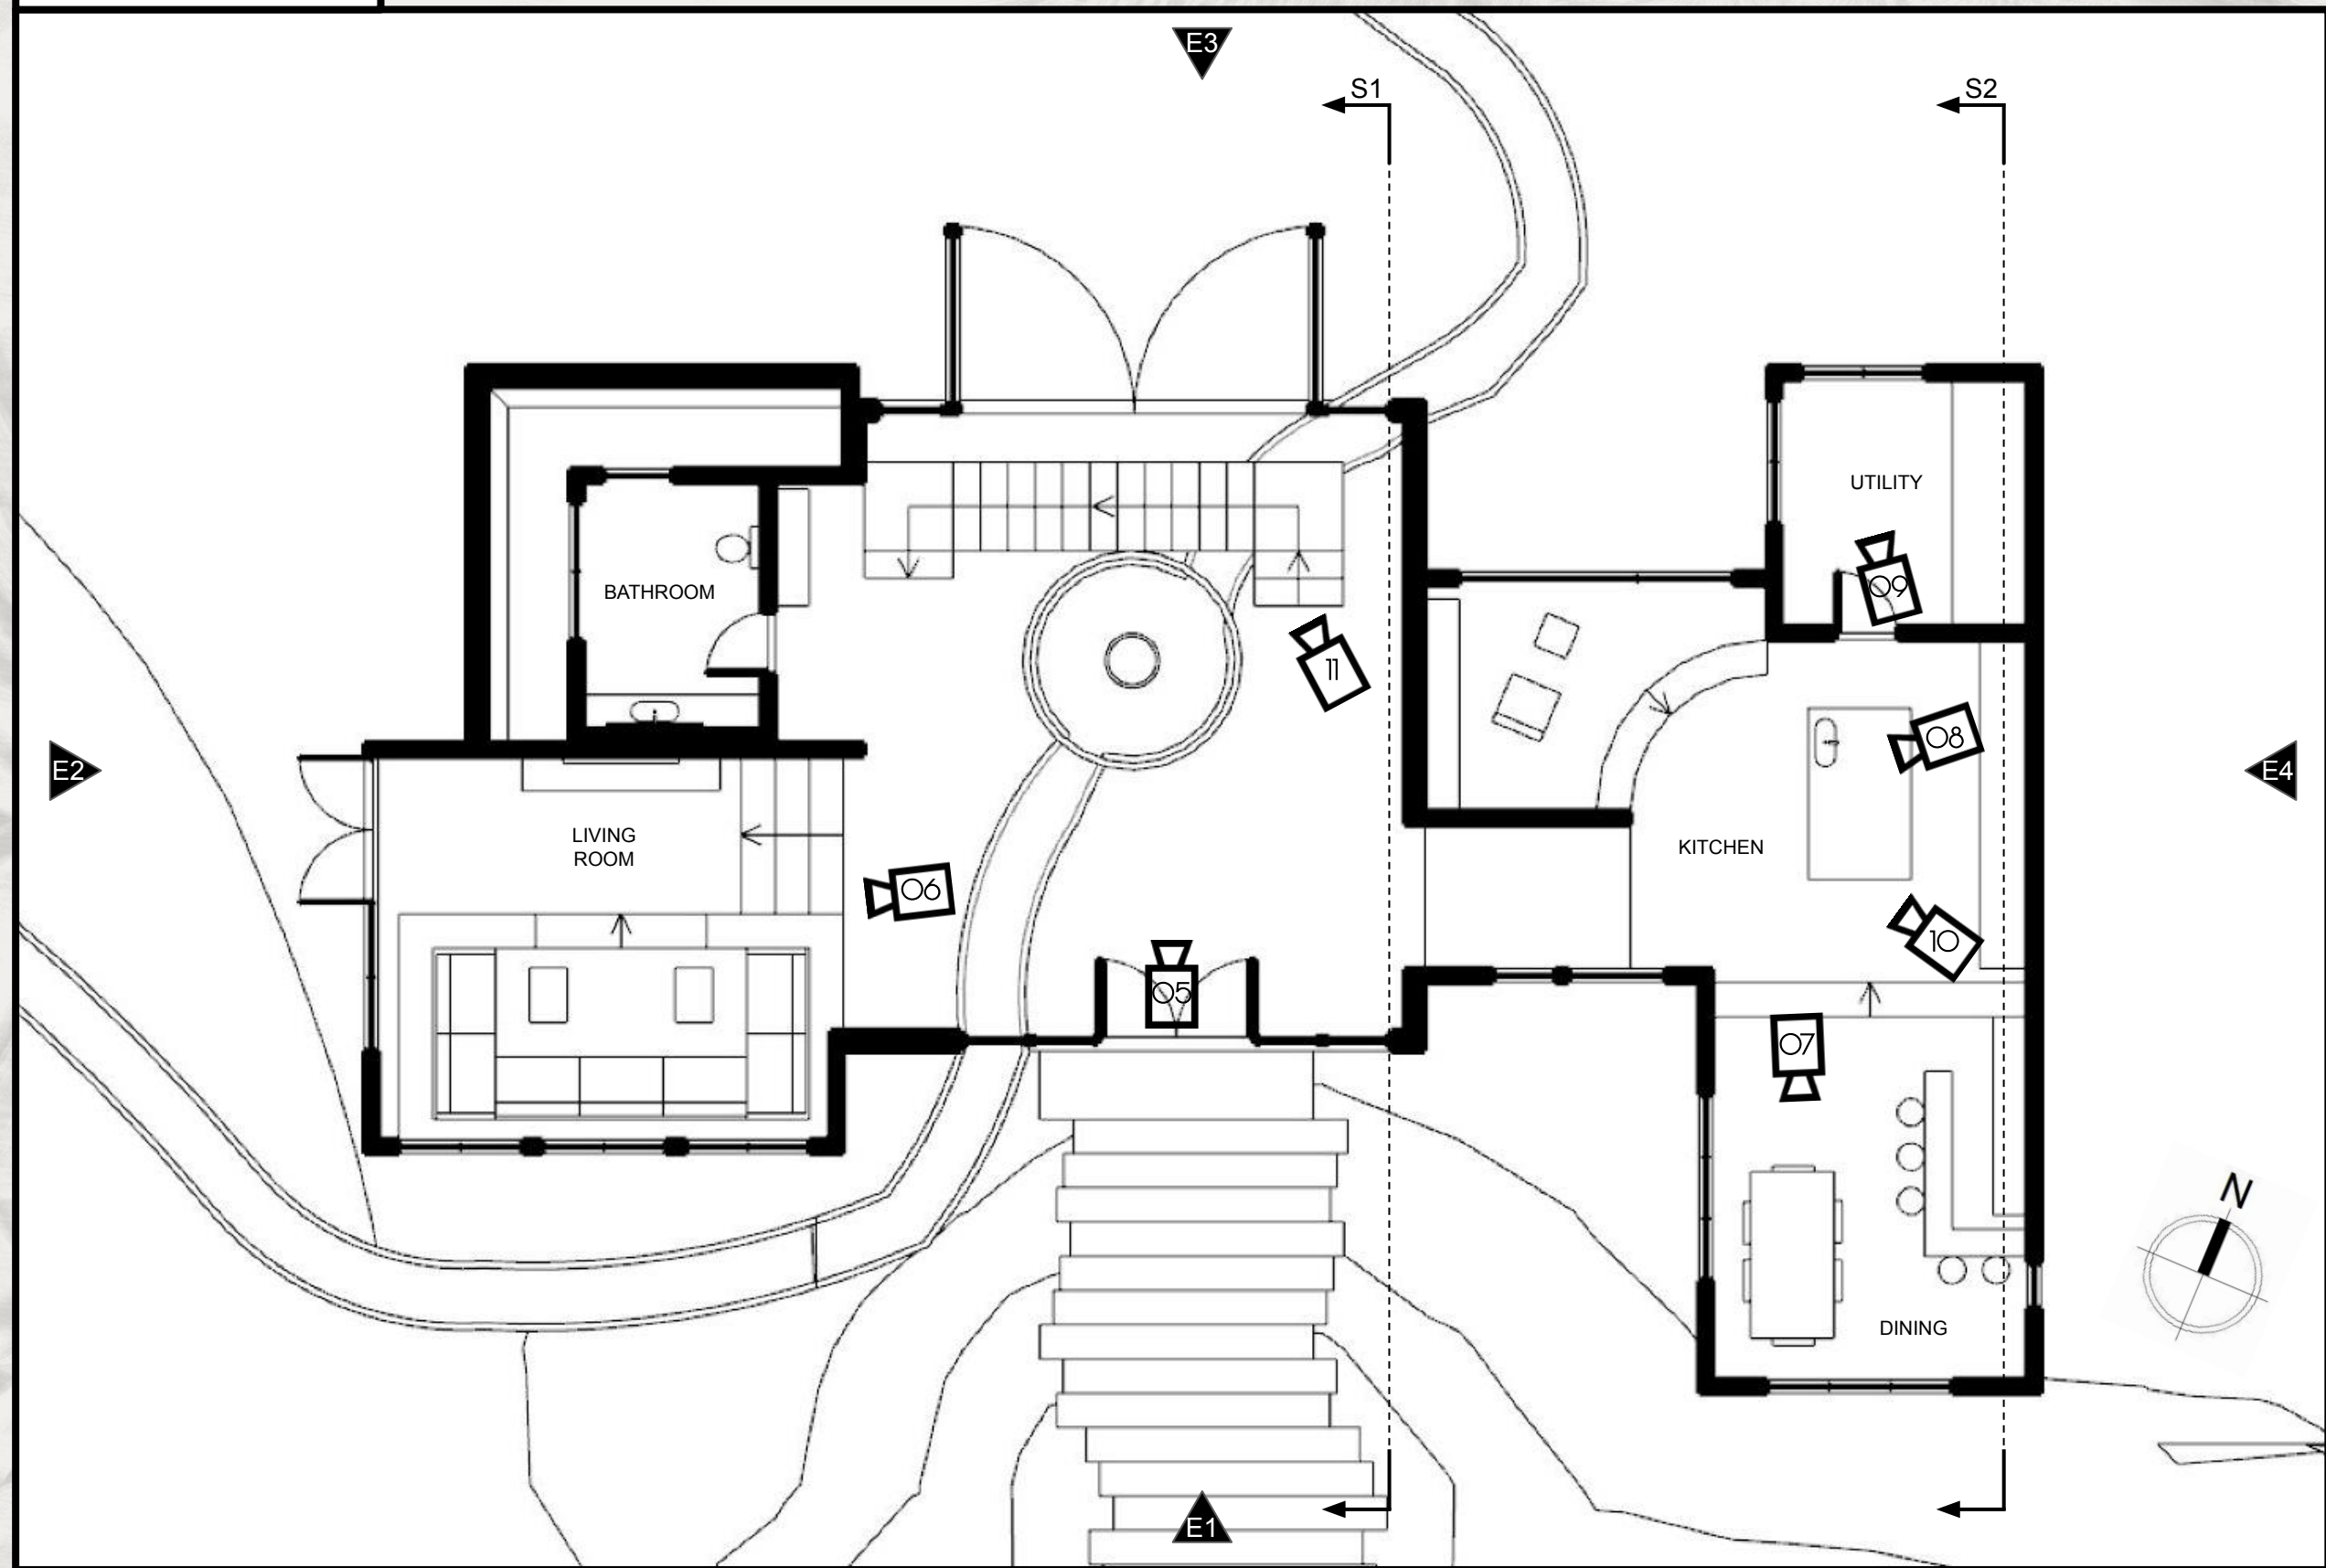 E3
S1
S2
UTILITY
BATHROOM
09
11
08
E2
E4
LIVING
ROOM
KITCHEN
06
10
05
07
N
DINING
E1